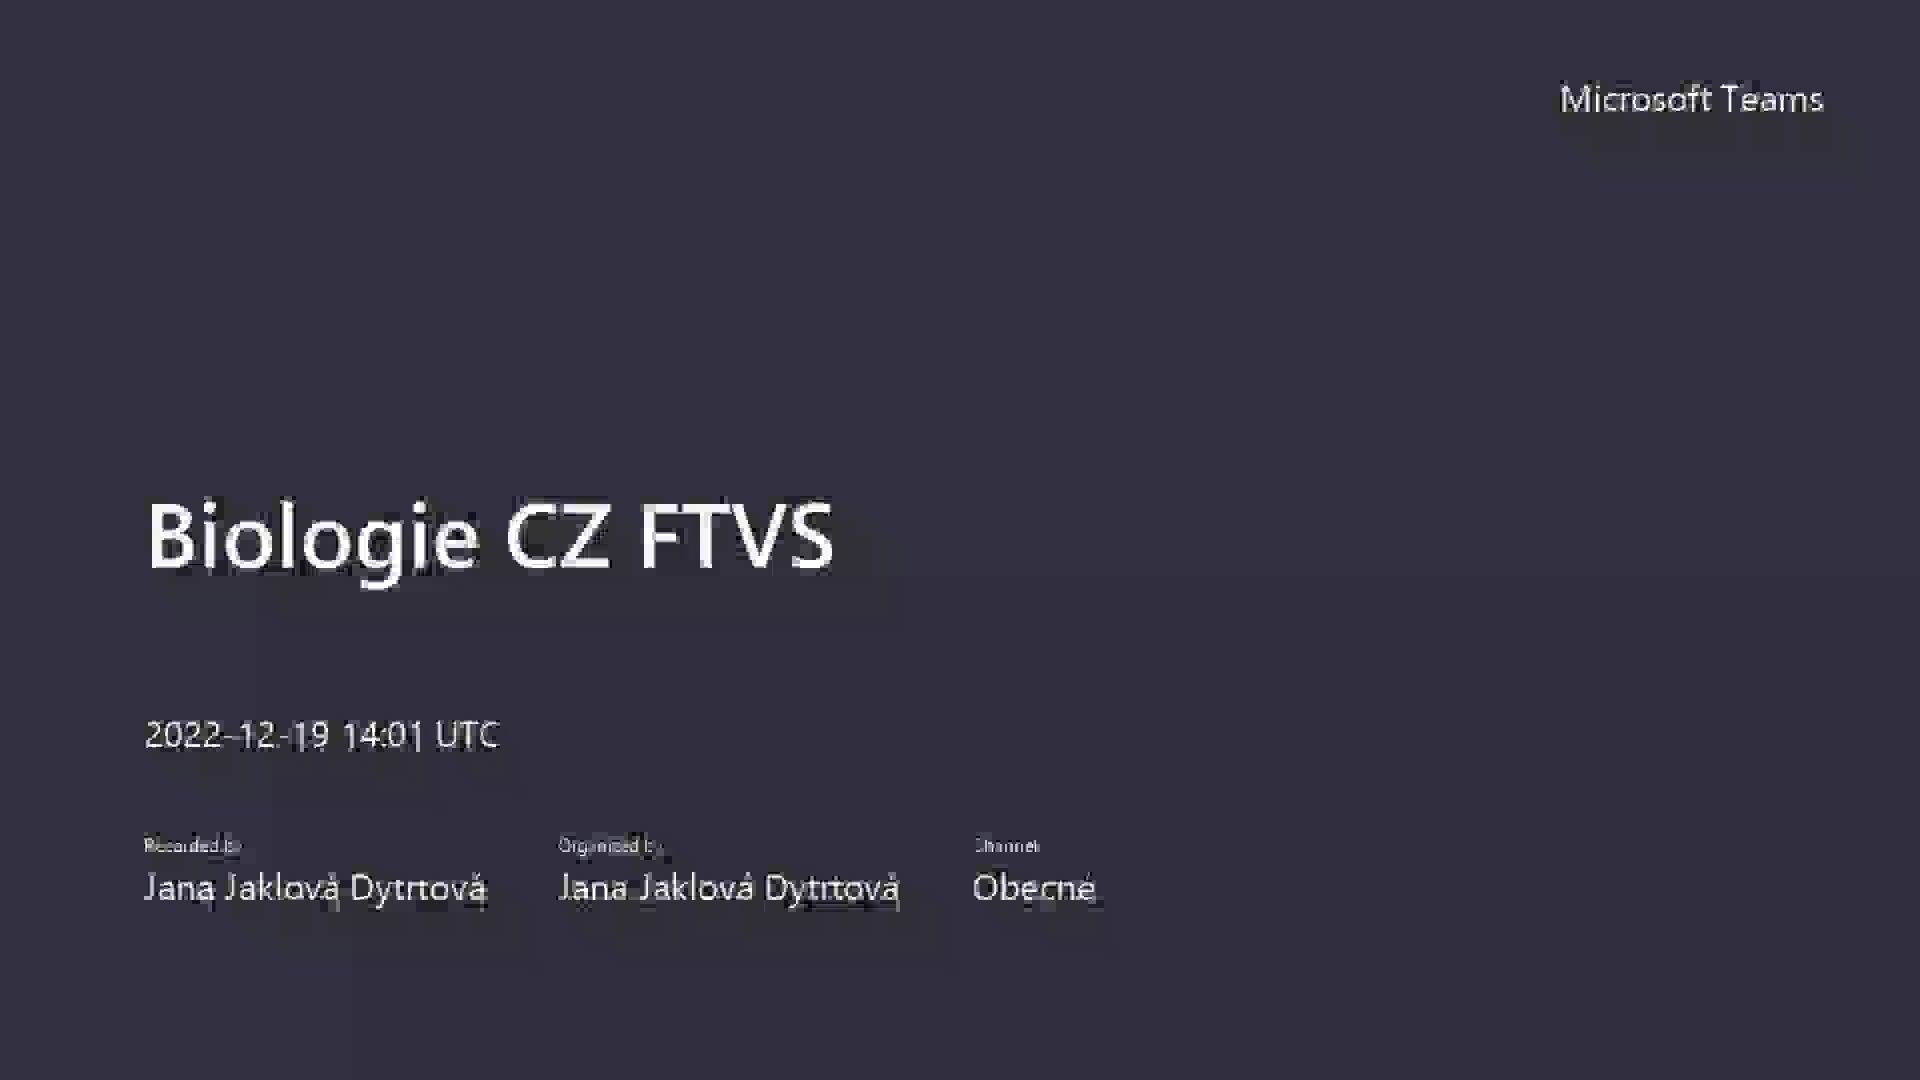 Microsoft Teams
Biologie CZ FTVS
2022-12-19 14:01 UTC
Recorded by
Organized by
Channel
Jana Jaklová Dytrtová
Jana Jaklová Dytrtová
Obecné